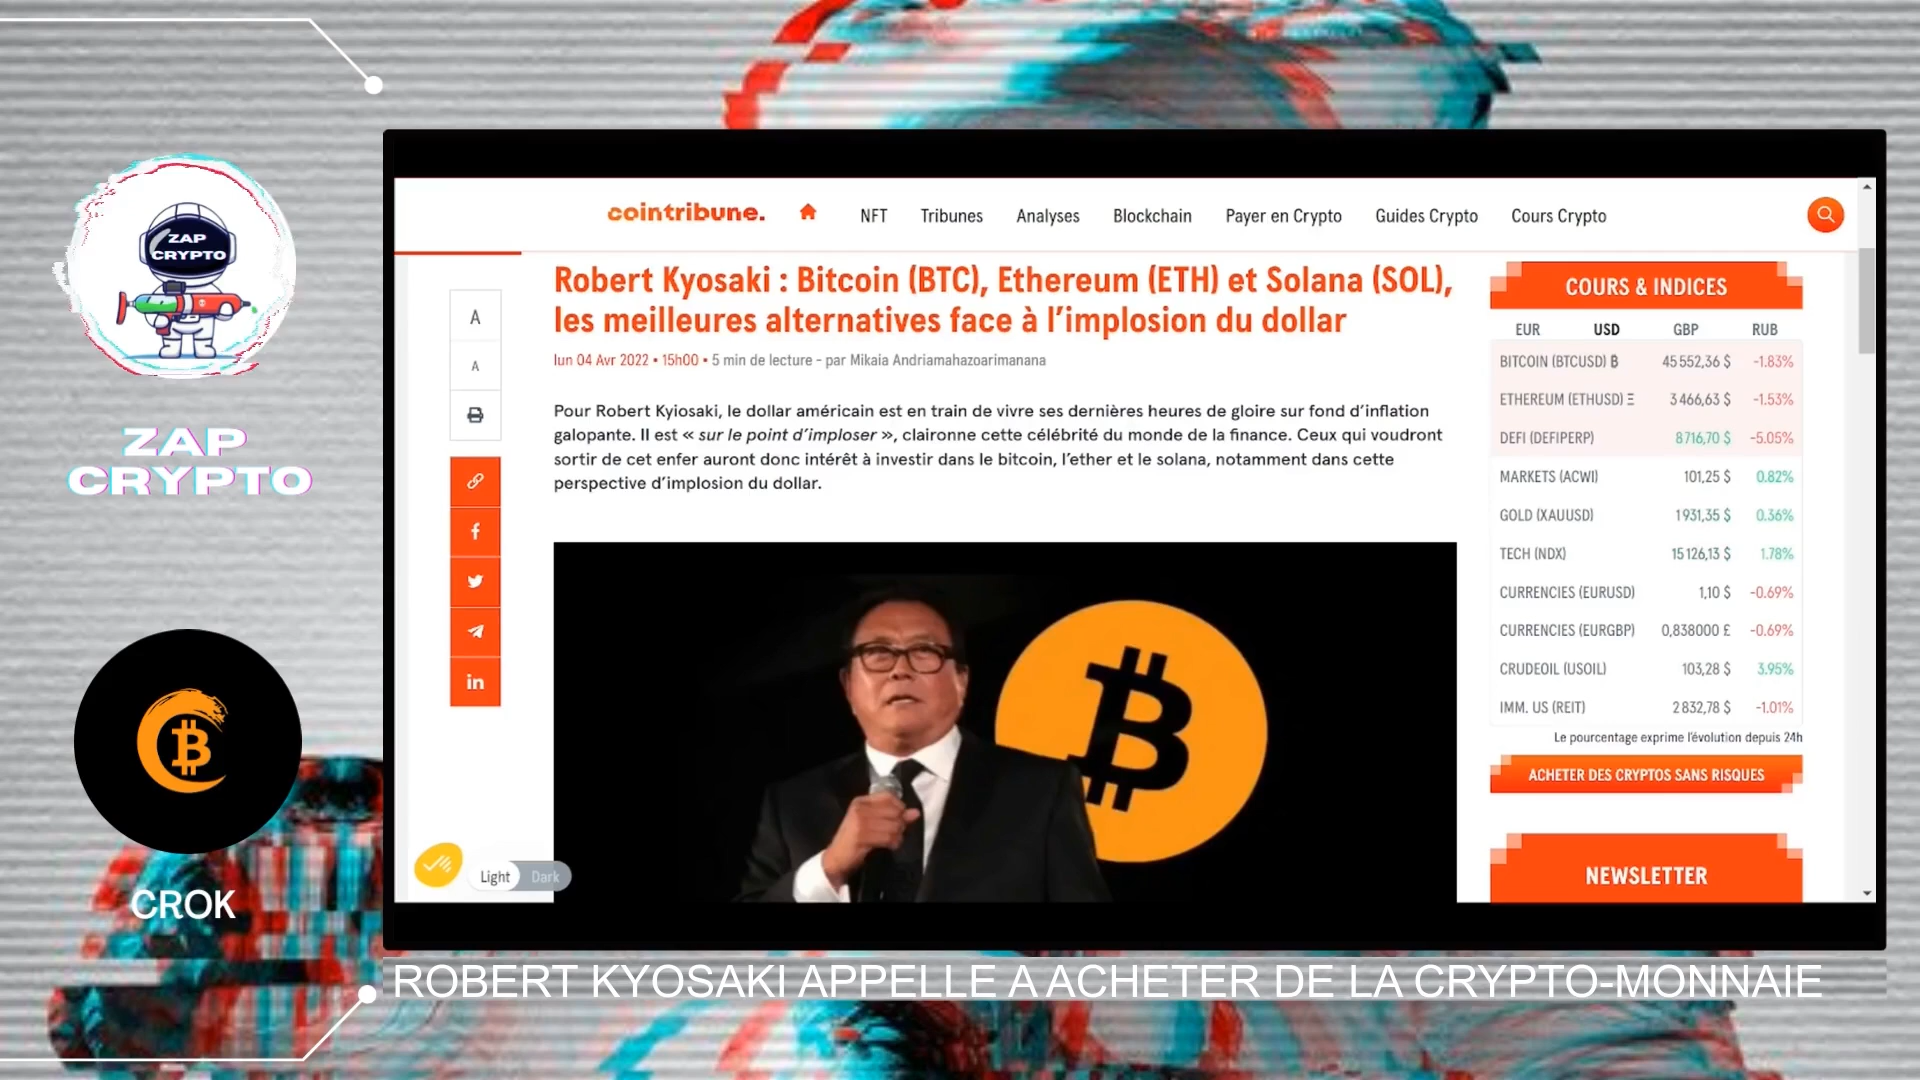 ZAP
CRYPTO
ZAP
CRYPTO
CROK
cointribune.
NFT
Tribunes
Analyses
Blockchain
Payer en Crypto
Guides Crypto
Cours Crypto
A
A
Robert Kyosaki : Bitcoin (BTC), Ethereum (ETH) et Solana (SOL),
les meilleures alternatives face à l’implosion du dollar
lun 04 Avr 2022 • 15h00 • 5 min de lecture - par Mikaia Andriamahazoarimanana
Pour Robert Kyiosaki, le dollar américain est en train de vivre ses dernières heures de gloire sur fond d’inflation
galopante. Il est « sur le point d’imploser », claironne cette célébrité du monde de la finance. Ceux qui voudront
sortir de cet enfer auront donc intérêt à investir dans le bitcoin, l’ether et le solana, notamment dans cette
perspective d’implosion du dollar.
Light
Dark
COURS & INDICES
EUR USD GBP RUB
BITCOIN (BTCUSD) ₿ 45 552,36 $ -1.83%
ETHEREUM (ETHUSD) Ξ 3 466,63 $ -1.53%
DEFI (DEFIPERP) 8 716,70 $ -5.05%
MARKETS (ACWI) 101,25 $ 0.82%
GOLD (XAUUSD) 1 931,35 $ 0.36%
TECH (NDX) 15 126,13 $ 1.78%
CURRENCIES (EURUSD) 1,10 $ -0.69%
CURRENCIES (EURGBP) 0,838000 £ -0.69%
CRUDEOIL (USOIL) 103,28 $ 3.95%
IMM. US (REIT) 2 832,78 $ -1.01%
Le pourcentage exprime l’évolution depuis 24h
ACHETER DES CRYPTOS SANS RISQUES
NEWSLETTER
ROBERT KYOSAKI APPELLE A ACHETER DE LA CRYPTO-MONNAIE